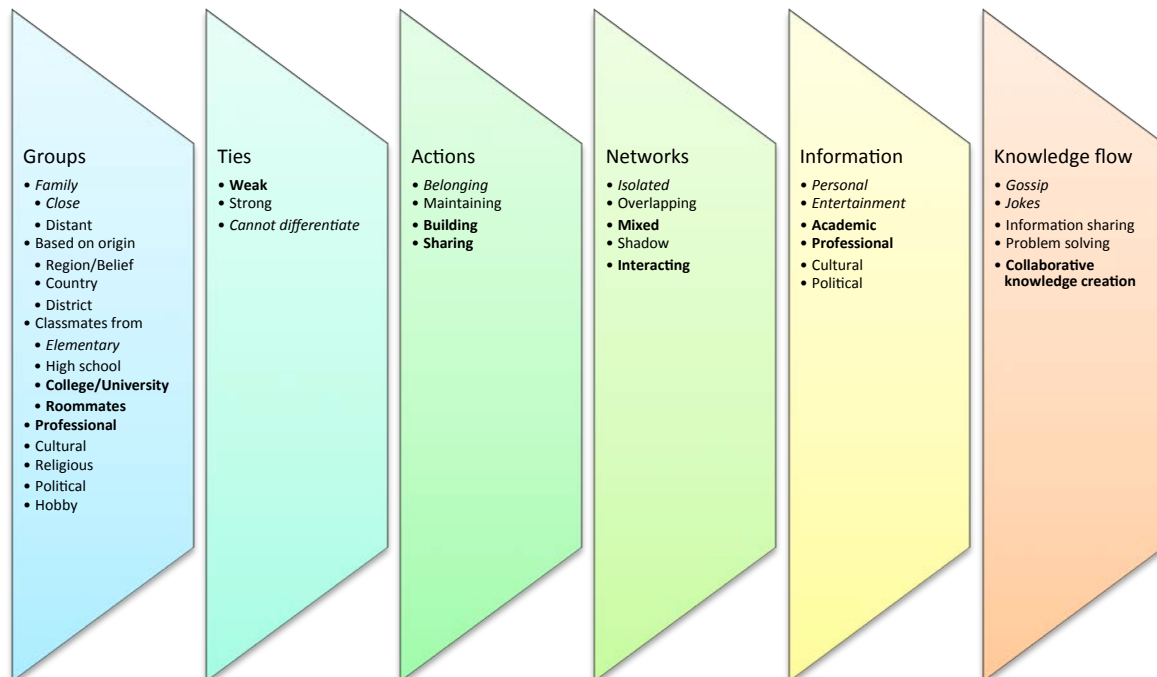 Groups
• Family
• Close
• Distant
• Based on origin
• Region/Belief
• Country
• District
• Classmates from
• Elementary
• High school
• College/University
• Roommates
• Professional
• Cultural
• Religious
• Political
• Hobby
Ties
• Weak
• Strong
• Cannot differentiate
Actions
• Belonging
• Maintaining
• Building
• Sharing
Networks
• Isolated
• Overlapping
• Mixed
• Shadow
• Interacting
Information
• Personal
• Entertainment
• Academic
• Professional
• Cultural
• Political
Knowledge flow
• Gossip
• Jokes
• Information sharing
• Problem solving
• Collaborative
knowledge creation